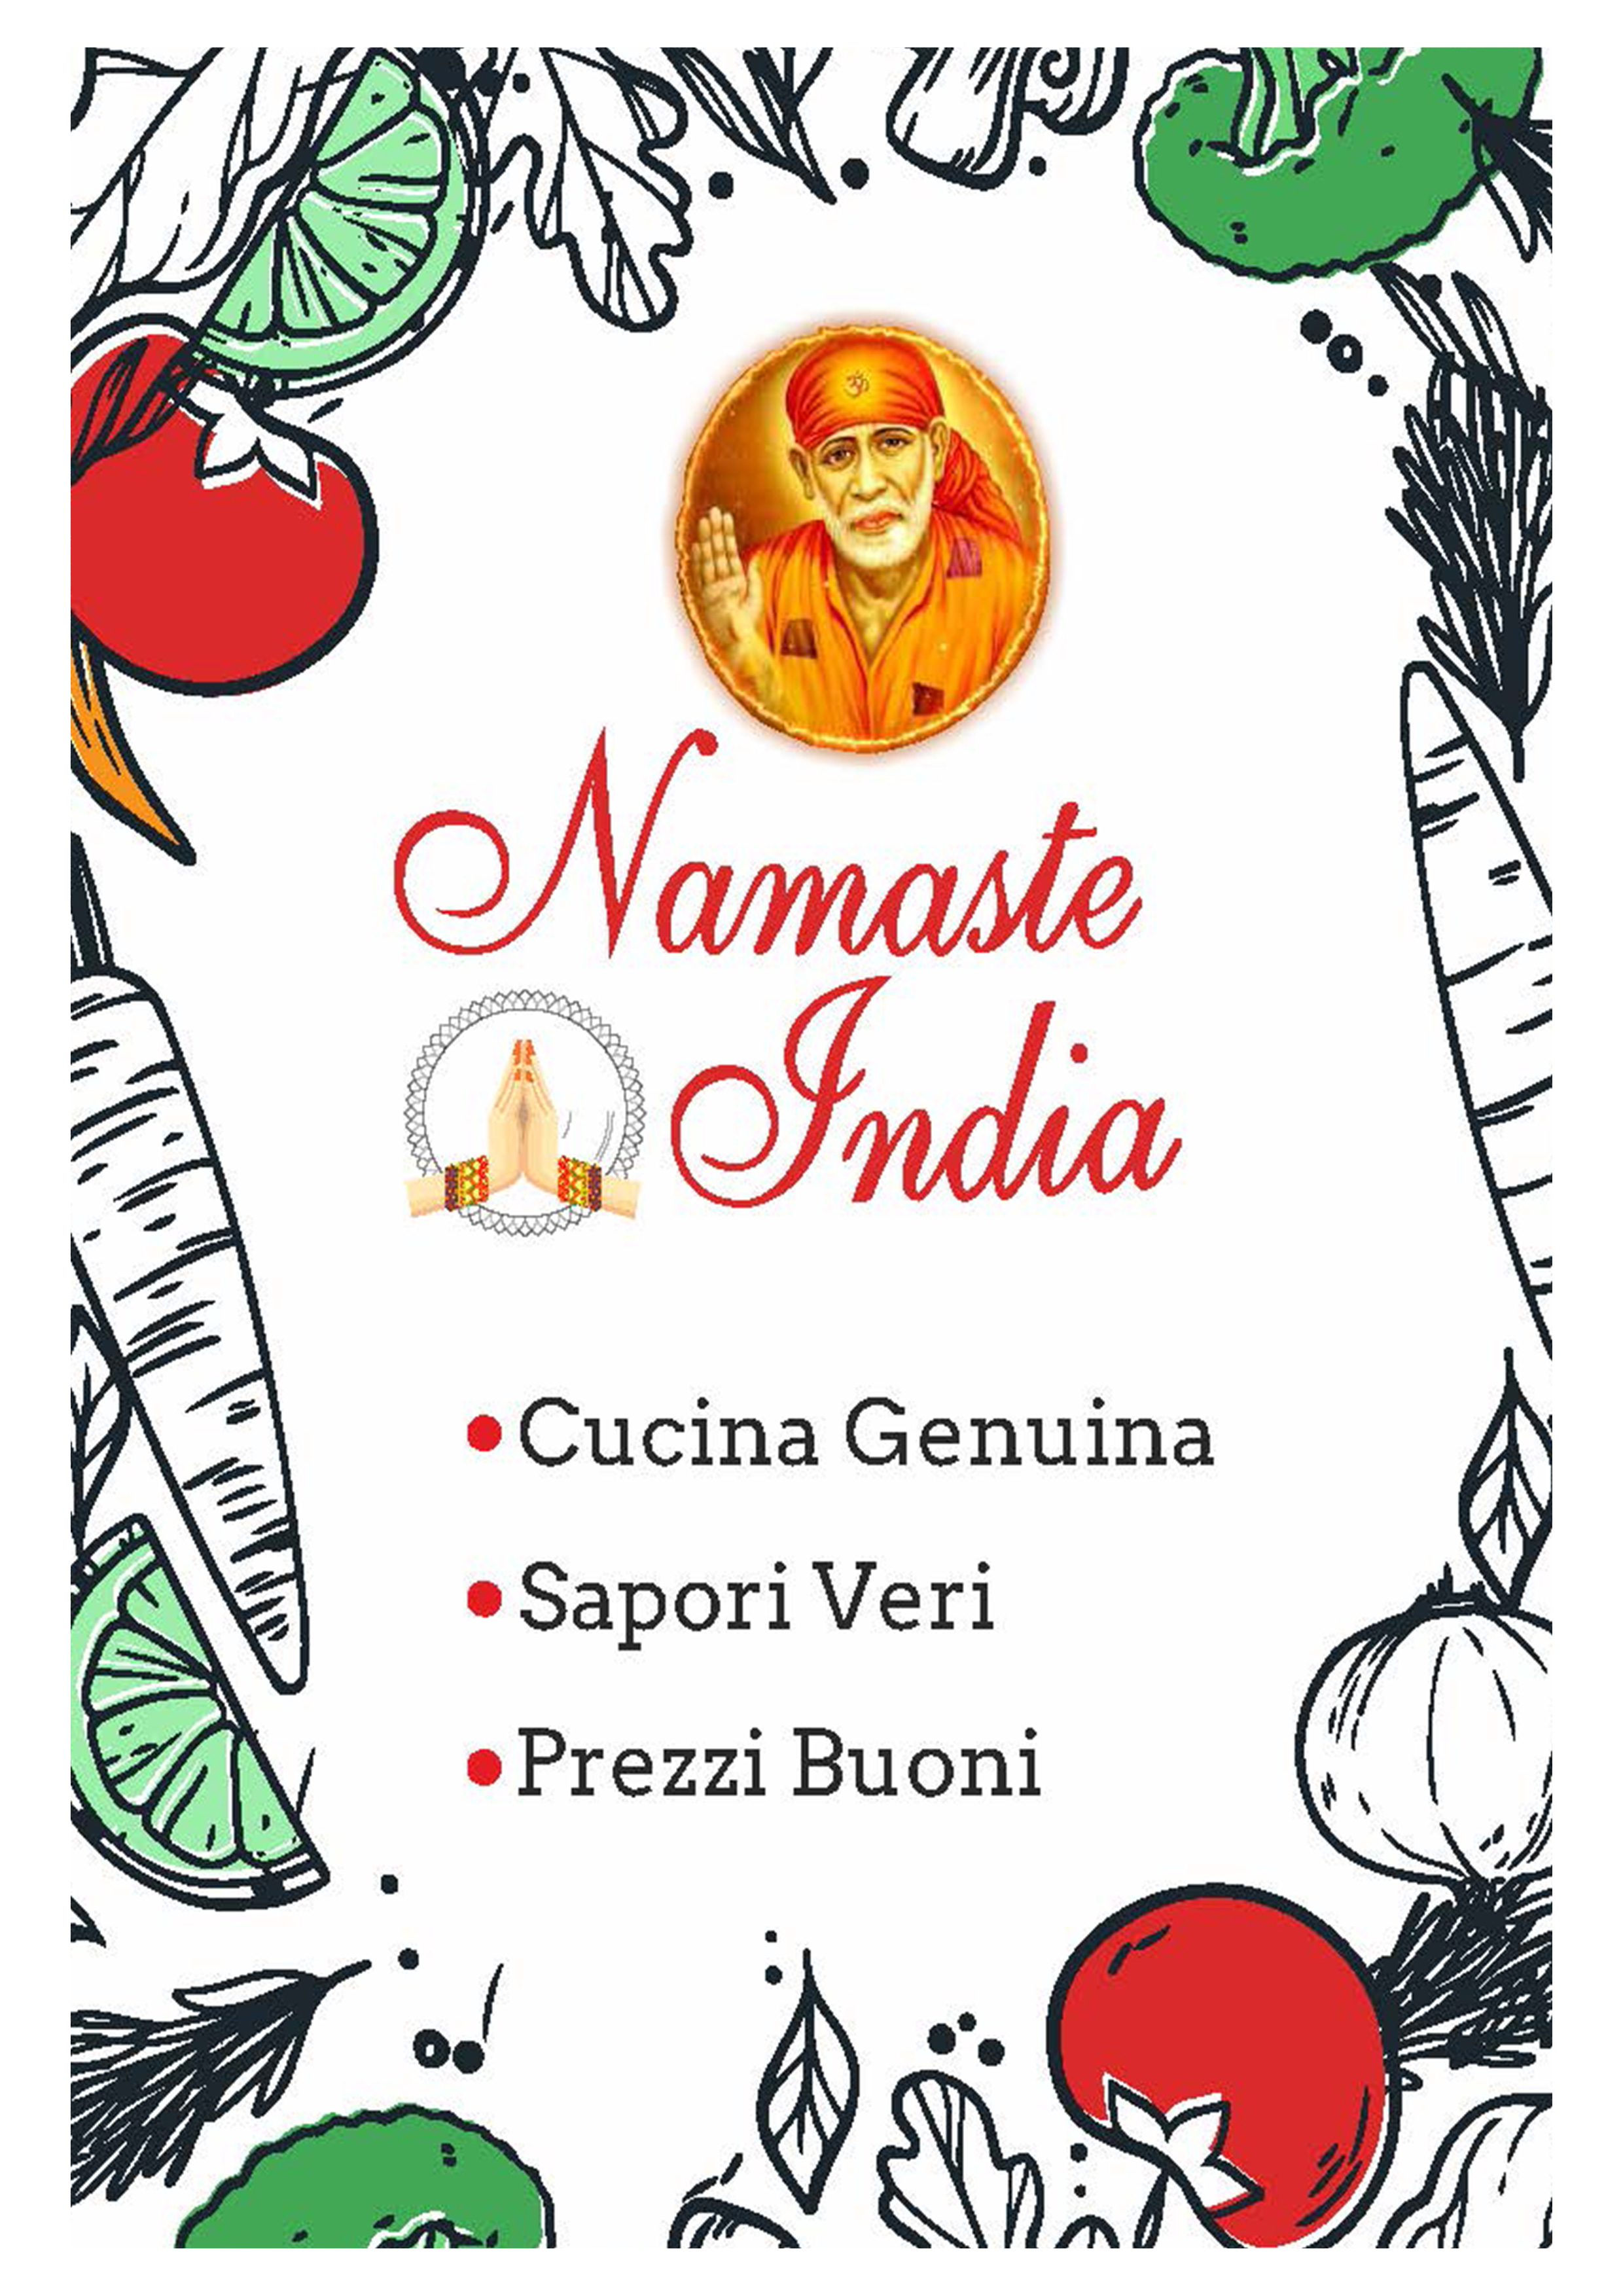 ॐ
Namaste
India
•Cucina Genuina
•Sapori Veri
•Prezzi Buoni